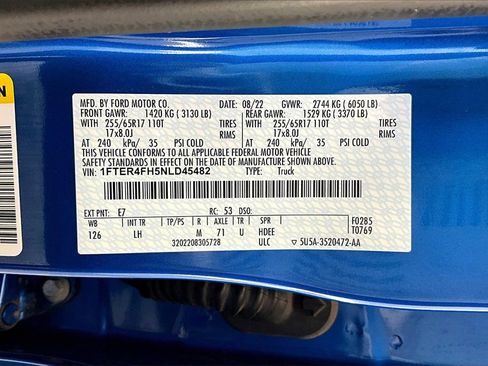 MFD. BY FORD MOTOR CO. 08/22 GVWR: 2744 KG ( 6050 LB)
FRONT GAWR: 1420 KG ( 3130 LB) REAR GAWR: 1529 KG ( 3370 LB)
WITH 255/65R17 110T TIRES WITH 255/65R17 110T TIRES
17x8.0J RIMS 17x8.0J RIMS
AT 240 kPa/ 35 PSI COLD AT 240 kPa/ 35 PSI COLD
THIS VEHICLE CONFORMS TO ALL APPLICABLE FEDERAL MOTOR VEHICLE
SAFETY AND THEFT PREVENTION STANDARDS IN EFFECT ON THE DATE OF MANUFACTURE SHOWN ABOVE.
VIN: 1FTER4FH5NLD45482 TYPE: Truck
EXT PNT: E7 RC: 53 DSO: F0285
WB INT TR TP/PS R AXLE TR SPR T0769
126 LH M 71 U HDEE
3202208305728 ULC 5U5A-3520472-AA